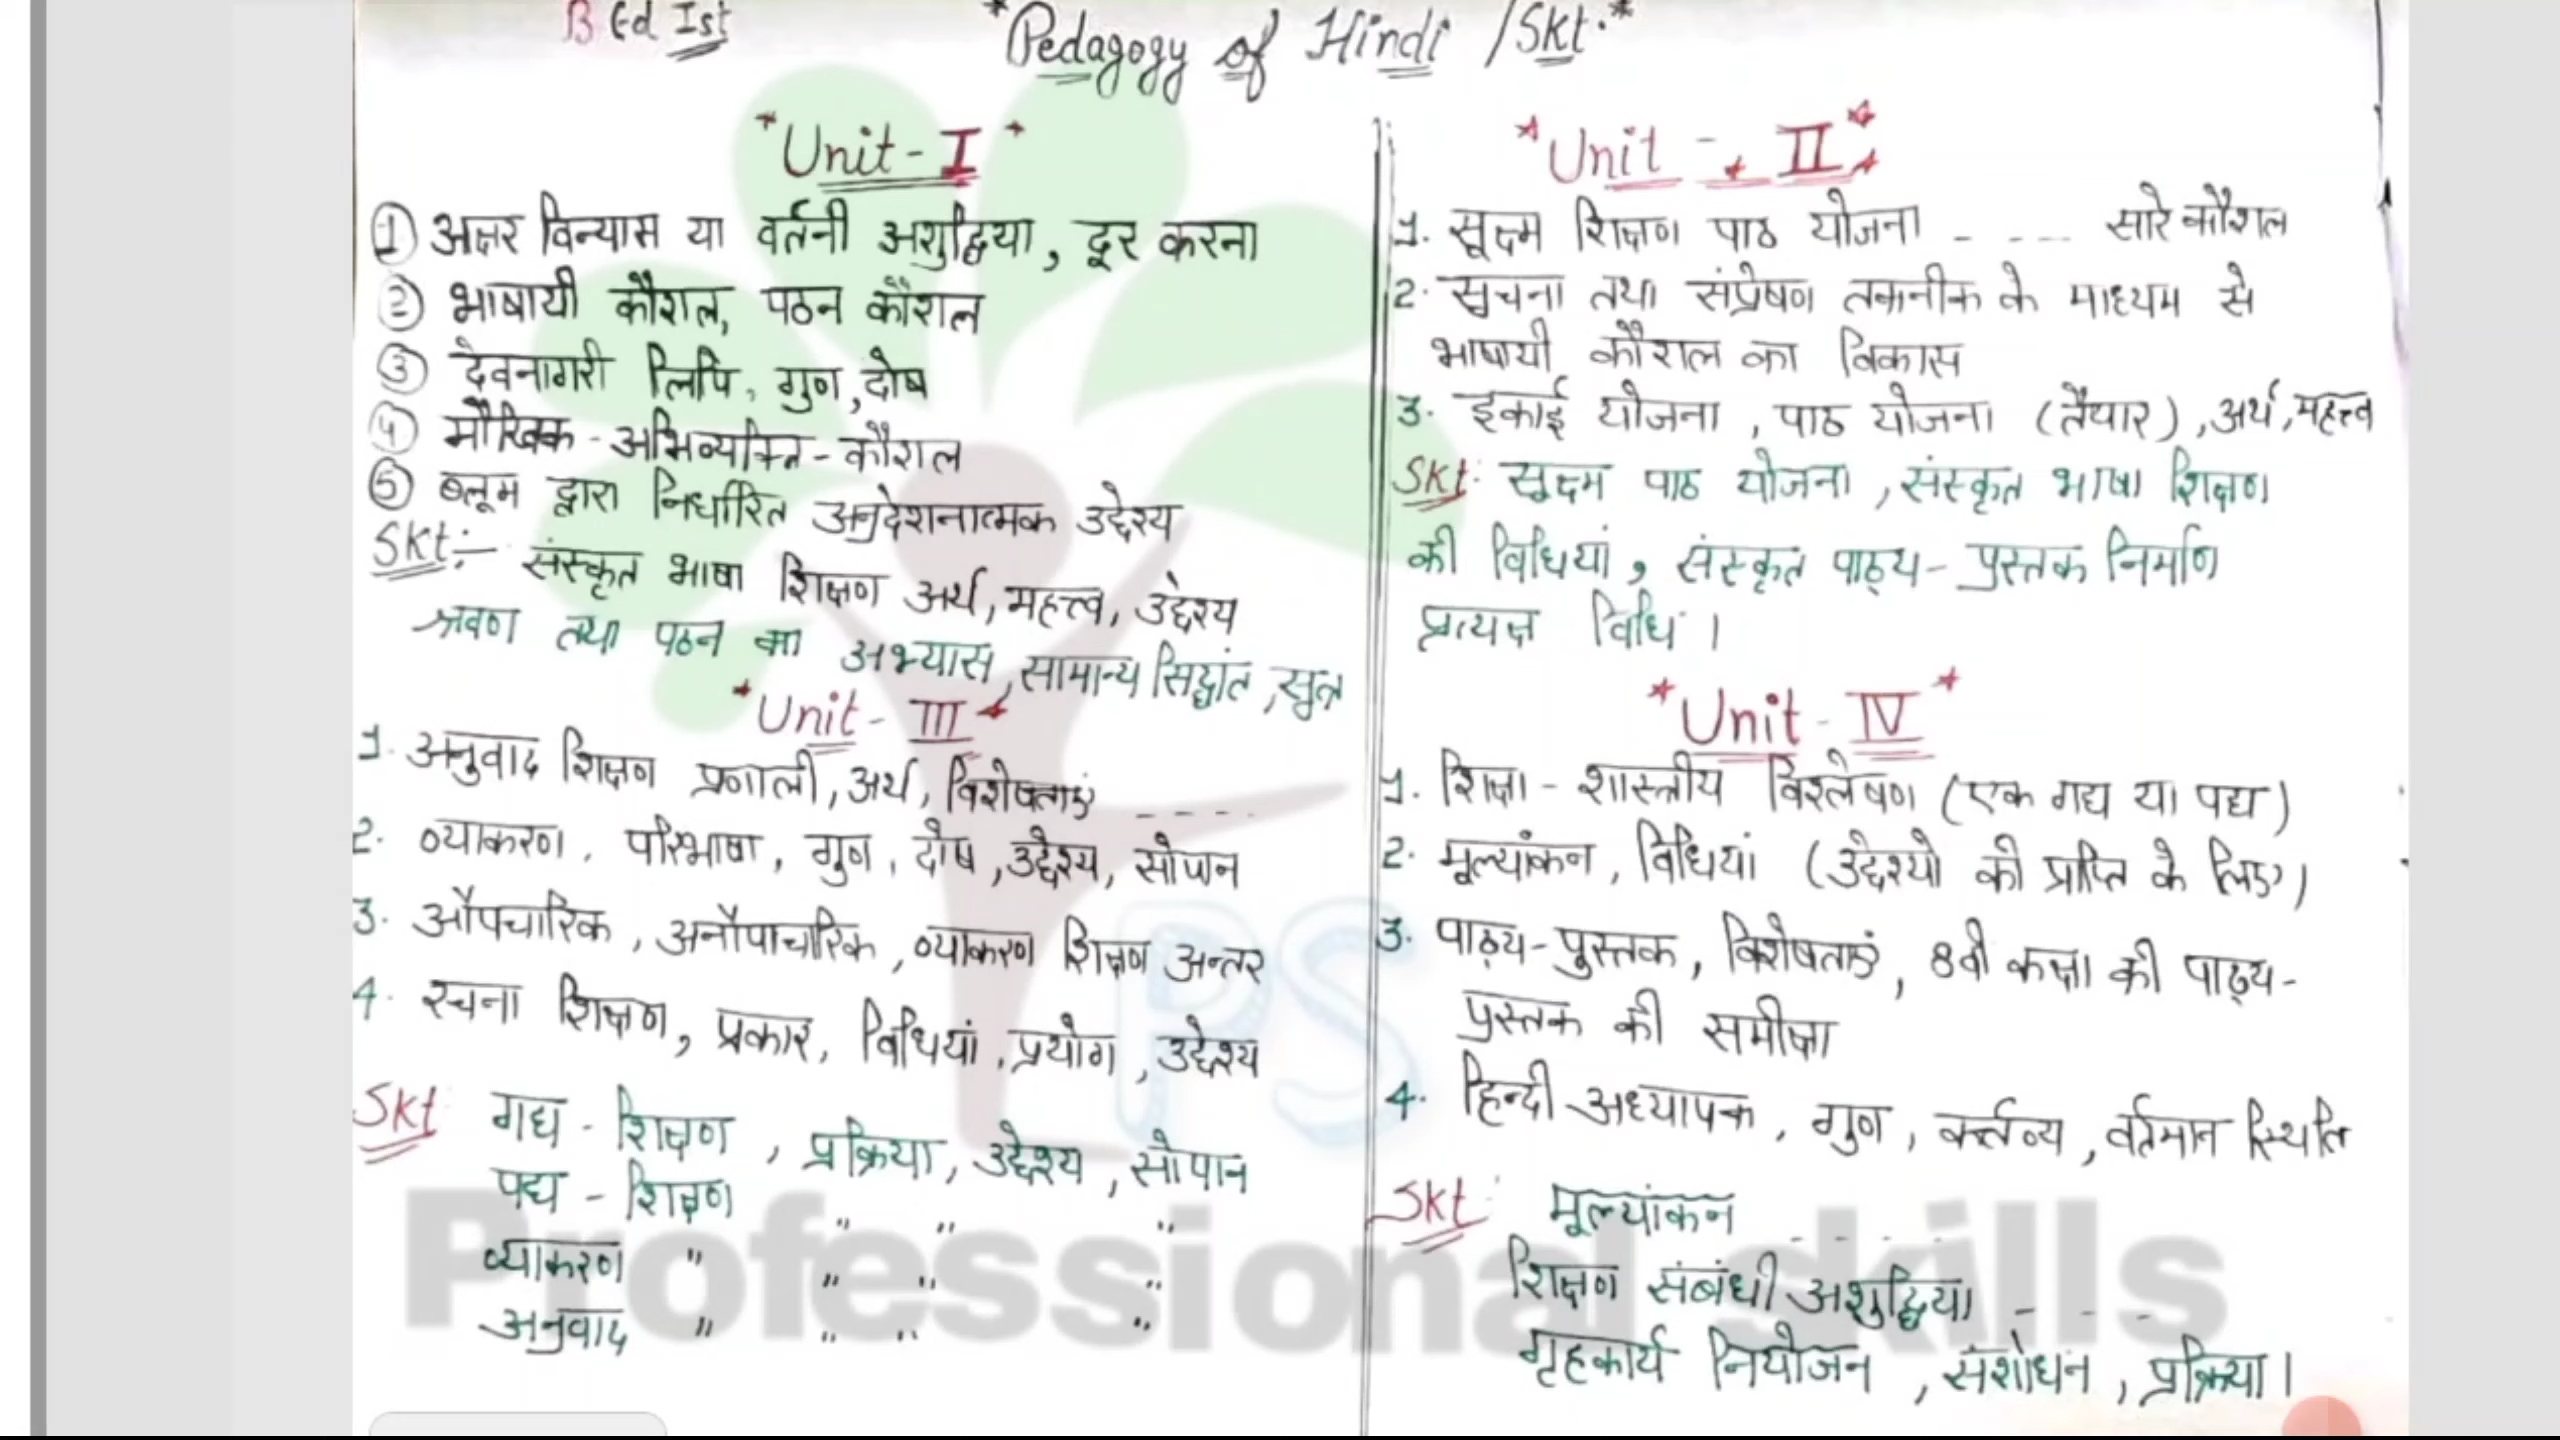 B Ed Ist
*Pedagogy of Hindi /Skt.*
*Unit-I*
① अक्षर विन्यास या वर्तनी अशुद्धिया, दूर करना
② भाषायी कौशल, पठन कौशल
③ देवनागरी लिपि, गुण, दोष
④ मौखिक-अभिव्यक्ति-कौशल
⑤ ब्लूम द्वारा निर्धारित अनुदेशनात्मक उद्देश्य
Skt:- संस्कृत भाषा शिक्षण अर्थ, महत्त्व, उद्देश्य
श्रवण तथा पठन का अभ्यास, सामान्य सिद्धांत, सूत्र
*Unit-III*
1. अनुवाद शिक्षण प्रणाली, अर्थ, विशेषताएं ----
2. व्याकरण, परिभाषा, गुण, दोष, उद्देश्य, सोपान
3. औपचारिक, अनौपाचारिक, व्याकरण शिक्षण अन्तर
4. रचना शिक्षण, प्रकार, विधियां, प्रयोग, उद्देश्य
Skt गद्य - शिक्षण, प्रक्रिया, उद्देश्य, सोपान
पद्य - शिक्षण " " "
व्याकरण " " " "
अनुवाद " " " "
*Unit - II*
1. सूक्ष्म शिक्षण पाठ योजना - --- सारे कौशल
2. सूचना तथा संप्रेषण तकनीक के माध्यम से
भाषायी कौशल का विकास
3. इकाई योजना, पाठ योजना (तैयार), अर्थ, महत्त्व
Skt: सूक्ष्म पाठ योजना, संस्कृत भाषा शिक्षण
की विधियां, संस्कृत पाठ्य-पुस्तक निर्माण
प्रत्यक्ष विधि।
*Unit-IV*
1. शिक्षा-शास्त्रीय विश्लेषण (एक गद्य या पद्य)
2. मूल्यांकन, विधियां (उद्देश्यो की प्राप्ति के लिए)
3. पाठ्य-पुस्तक, विशेषताएं, 8वी कक्षा की पाठ्य-
पुस्तक की समीक्षा
4. हिन्दी अध्यापक, गुण, कर्त्तव्य, वर्तमान स्थिति
Skt मूल्यांकन - - - -
शिक्षण संबंधी अशुद्धिया - - - -
गृहकार्य नियोजन, संशोधन, प्रक्रिया।
PS
Professional skills